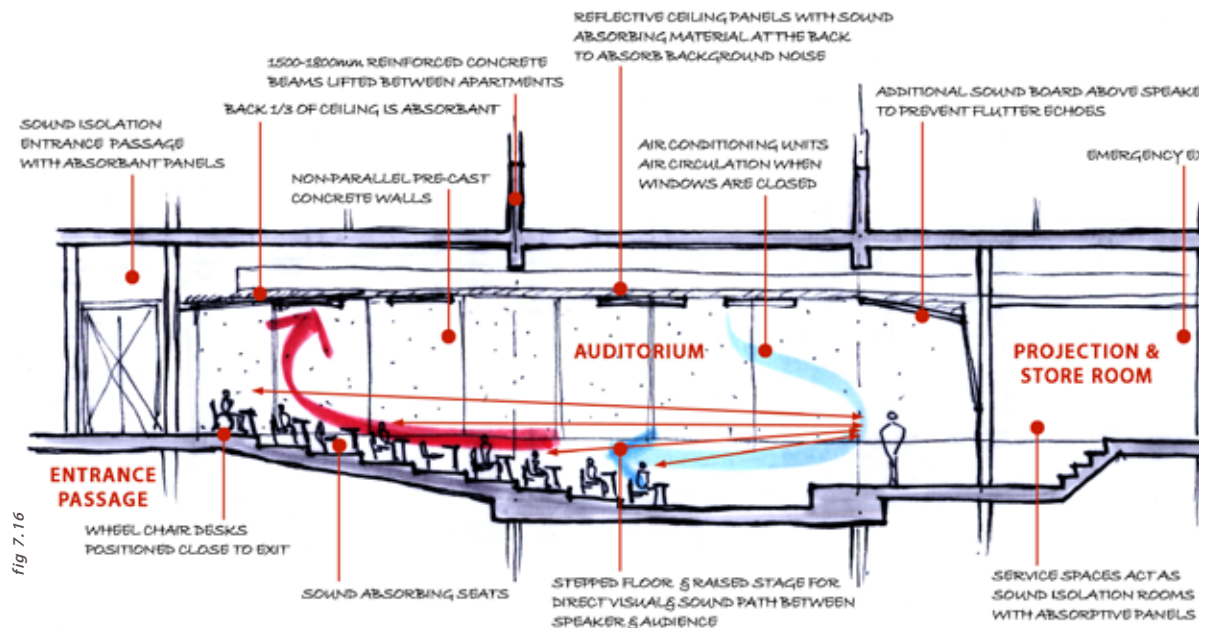 REFLECTIVE CEILING PANELS WITH SOUND
ABSORBING MATERIAL AT THE BACK
TO ABSORB BACKGROUND NOISE
1500-1800mm REINFORCED CONCRETE
BEAMS LIFTED BETWEEN APARTMENTS
BACK 1/3 OF CEILING IS ABSORBANT
ADDITIONAL SOUND BOARD ABOVE SPEAKE
TO PREVENT FLUTTER ECHOES
SOUND ISOLATION
ENTRANCE PASSAGE
WITH ABSORBANT PANELS
AIR CONDITIONING UNITS
AIR CIRCULATION WHEN
WINDOWS ARE CLOSED
EMERGENCY EX
NON-PARALLEL PRE-CAST
CONCRETE WALLS
AUDITORIUM
PROJECTION &
STORE ROOM
ENTRANCE
PASSAGE
WHEEL CHAIR DESKS
POSITIONED CLOSE TO EXIT
SOUND ABSORBING SEATS
STEPPED FLOOR & RAISED STAGE FOR
DIRECT VISUAL & SOUND PATH BETWEEN
SPEAKER & AUDIENCE
SERVICE SPACES ACT AS
SOUND ISOLATION ROOMS
WITH ABSORPTIVE PANELS
fig 7.16